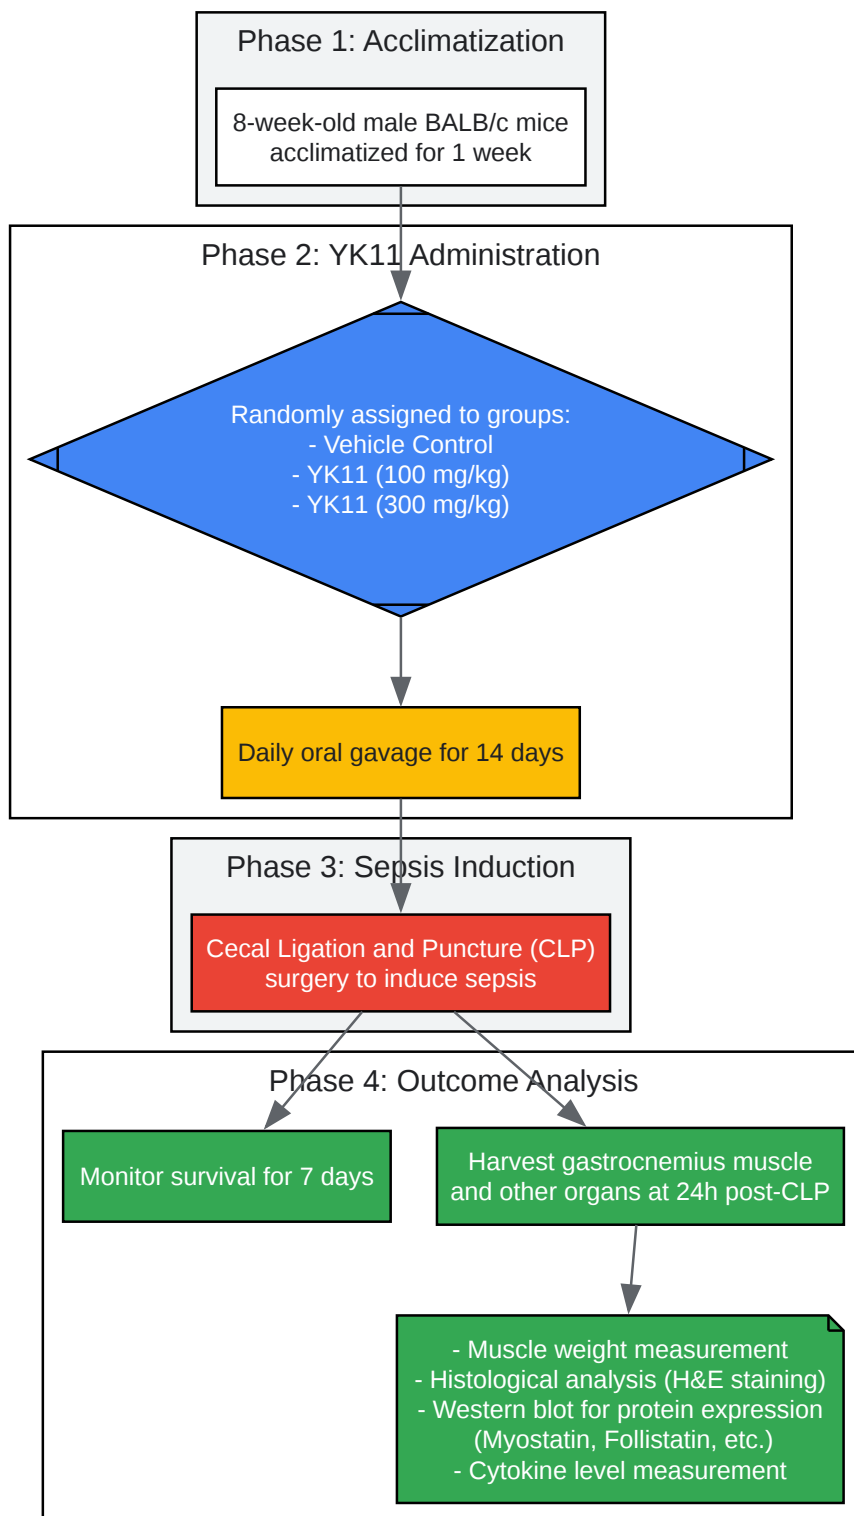 Phase 1: Acclimatization
8-week-old male BALB/c mice
acclimatized for 1 week
Phase 2: YK11 Administration
Randomly assigned to groups:
- Vehicle Control
- YK11 (100 mg/kg)
- YK11 (300 mg/kg)
Daily oral gavage for 14 days
Phase 3: Sepsis Induction
Cecal Ligation and Puncture (CLP)
surgery to induce sepsis
Phase 4: Outcome Analysis
Monitor survival for 7 days
Harvest gastrocnemius muscle
and other organs at 24h post-CLP
- Muscle weight measurement
- Histological analysis (H&E staining)
- Western blot for protein expression
(Myostatin, Follistatin, etc.)
- Cytokine level measurement